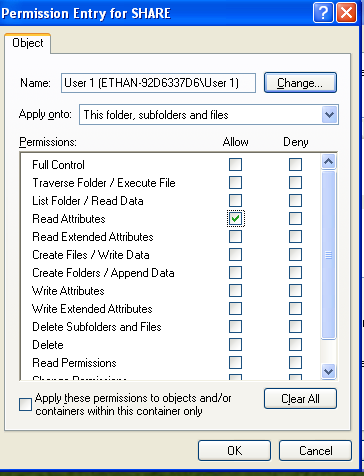 Permission Entry for SHARE
Object
Name: User 1 (ETHAN-92D6337D6\User 1) Change...
Apply onto: This folder, subfolders and files
Permissions: Allow Deny
Full Control
Traverse Folder / Execute File
List Folder / Read Data
Read Attributes
Read Extended Attributes
Create Files / Write Data
Create Folders / Append Data
Write Attributes
Write Extended Attributes
Delete Subfolders and Files
Delete
Read Permissions
Change Permissions
Apply these permissions to objects and/or Clear All
containers within this container only
OK Cancel